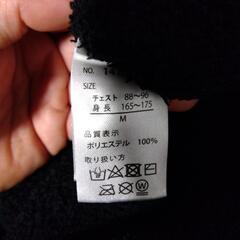 NO. 14
SIZE
チェスト 88～96
身長 165～175
M
品質表示
ポリエステル 100%
取り扱い方